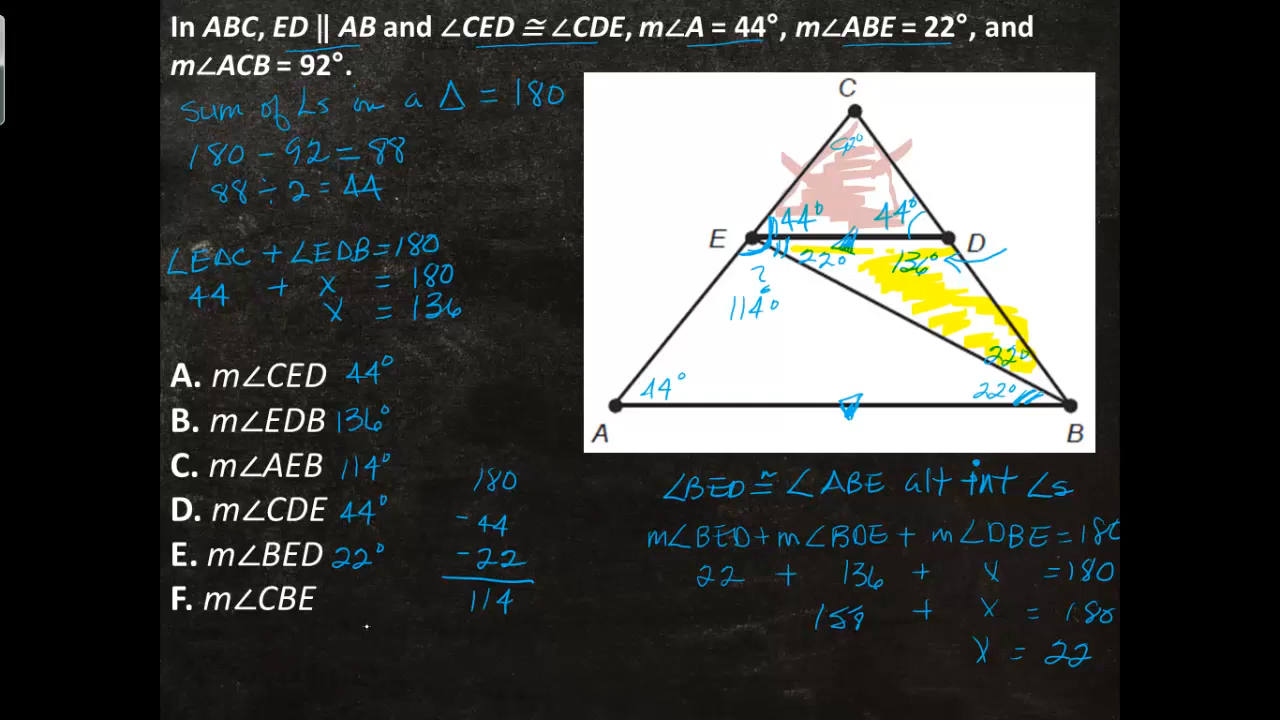 In ABC, ED ∥ AB and ∠CED ≅ ∠CDE, m∠A = 44°, m∠ABE = 22°, and
m∠ACB = 92°.
Sum of ∠s in a △ = 180
180 - 92 = 88
88 ÷ 2 = 44
∠EDC + ∠EDB = 180
44 + x = 180
x = 136
A. m∠CED 44°
B. m∠EDB 136°
C. m∠AEB 114°
D. m∠CDE 44°
E. m∠BED 22°
F. m∠CBE
180
- 44
- 22
114
C
92°
44° 44°
E D
22° 136°
?
114°
22°
44° 22°
A B
∠BED ≅ ∠ABE alt int ∠s
m∠BED + m∠BDE + m∠DBE = 180
22 + 136 + x = 180
158 + x = 180
x = 22